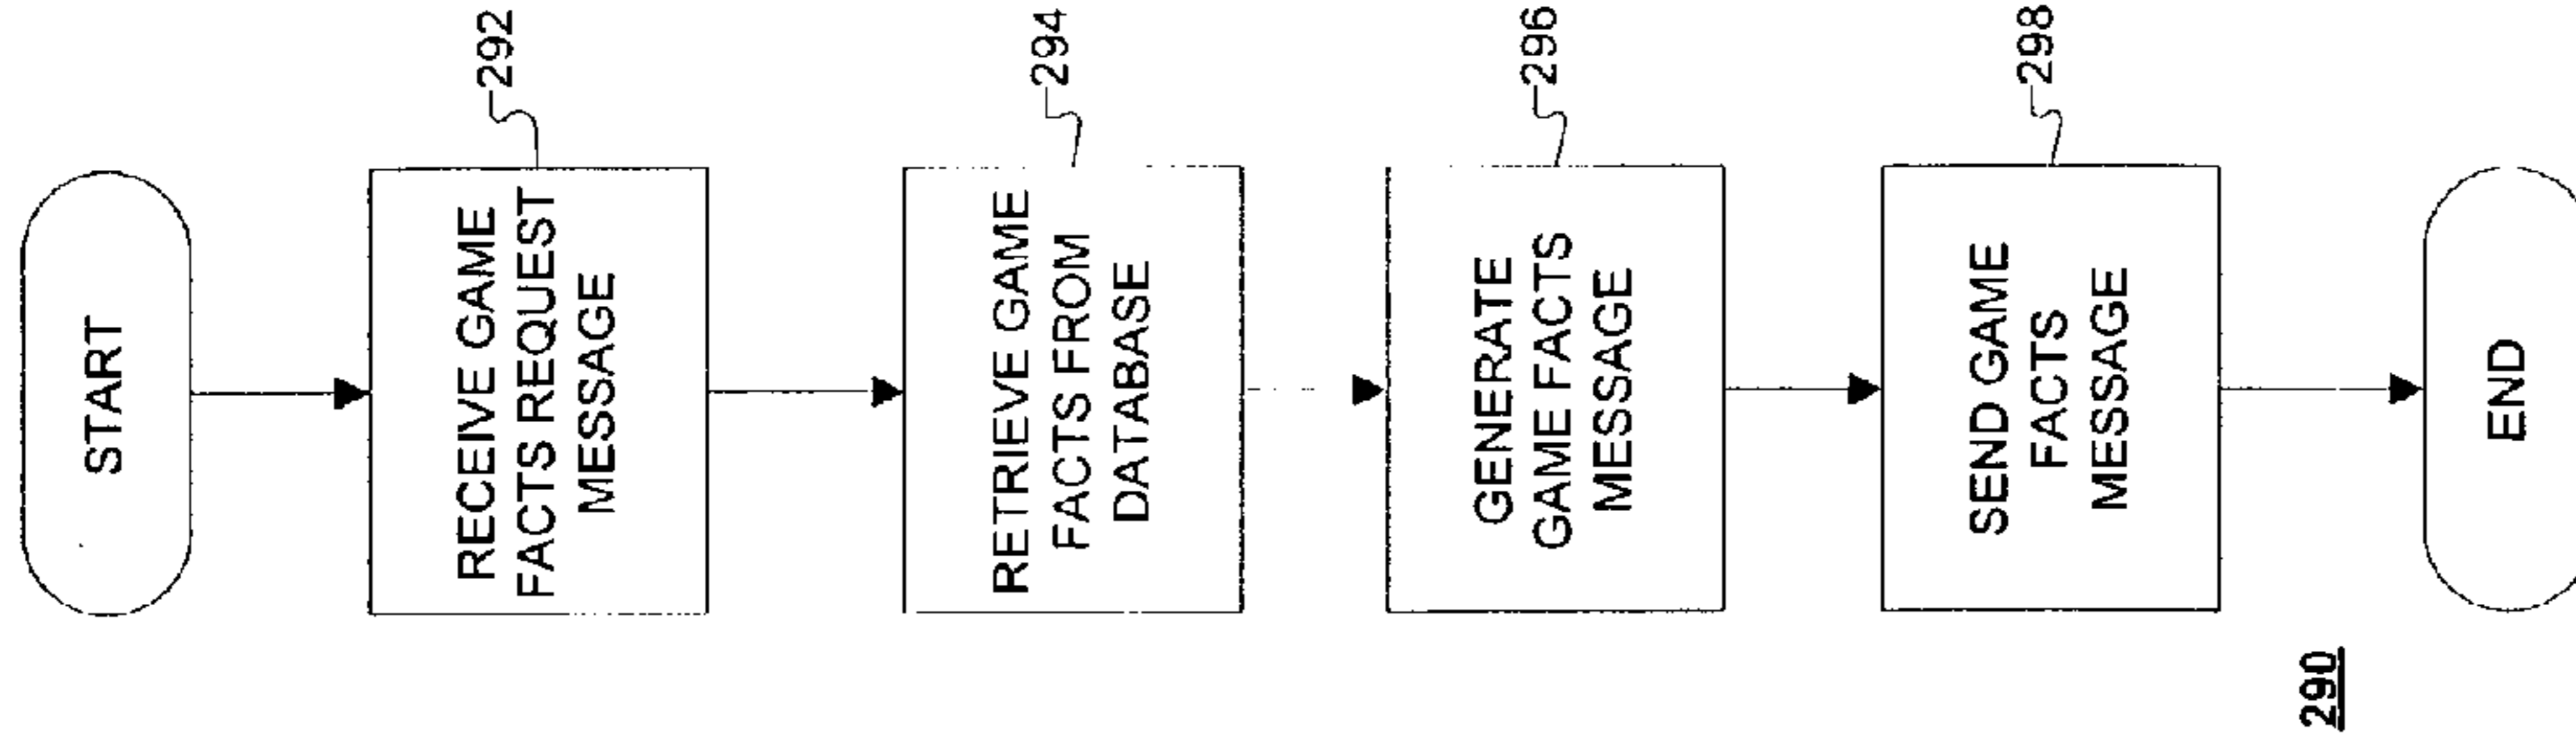 START
RECEIVE GAME
FACTS REQUEST
MESSAGE
292
RETRIEVE GAME
FACTS FROM
DATABASE
294
GENERATE
GAME FACTS
MESSAGE
296
SEND GAME
FACTS
MESSAGE
298
END
290